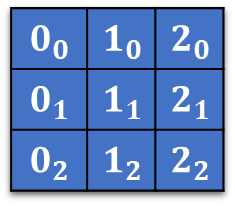 0₀ 1₀ 2₀
0₁ 1₁ 2₁
0₂ 1₂ 2₂